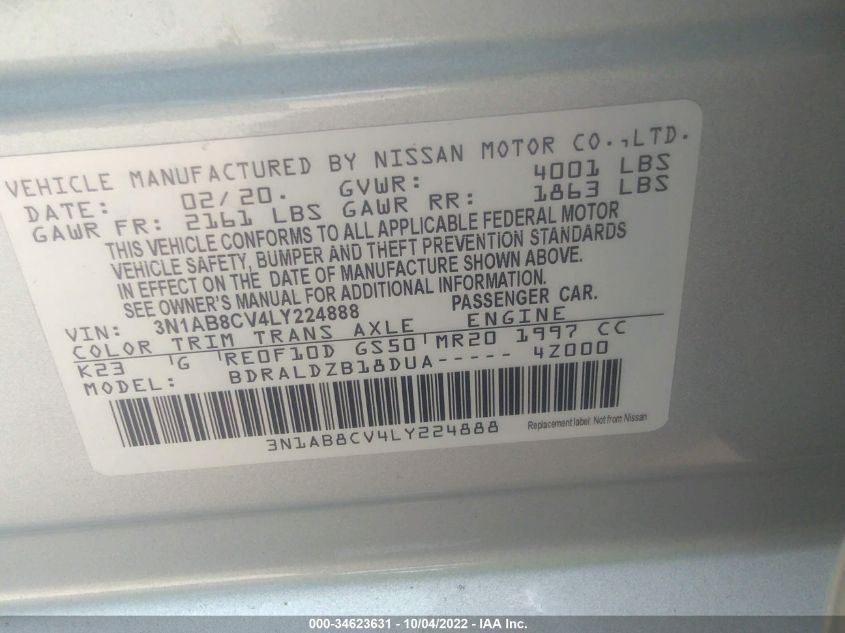 VEHICLE MANUFACTURED BY NISSAN MOTOR CO.,LTD.
DATE: 02/20. GVWR: 4001 LBS
GAWR FR: 2161 LBS GAWR RR: 1863 LBS
THIS VEHICLE CONFORMS TO ALL APPLICABLE FEDERAL MOTOR
VEHICLE SAFETY, BUMPER AND THEFT PREVENTION STANDARDS
IN EFFECT ON THE DATE OF MANUFACTURE SHOWN ABOVE.
SEE OWNER'S MANUAL FOR ADDITIONAL INFORMATION.
VIN: 3N1AB8CV4LY224888 PASSENGER CAR.
COLOR TRIM TRANS AXLE ENGINE
K23 G RE0F10D GS50 MR20 1997 CC
MODEL: BDRALDZB18DUA----- 4Z000
3N1AB8CV4LY224888
Replacement label. Not from Nissan
000-34623631 - 10/04/2022 - IAA Inc.